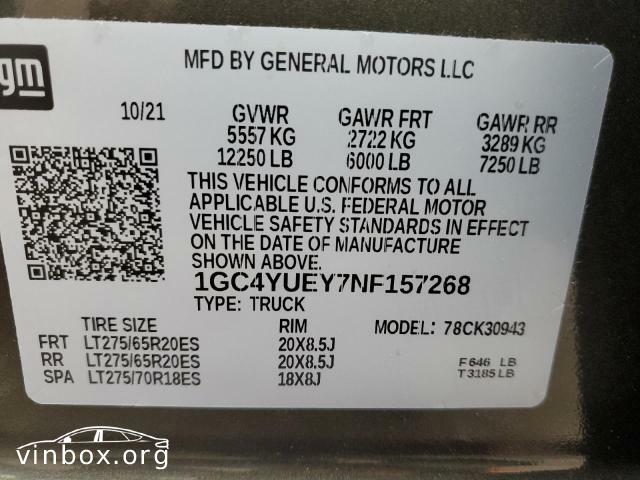 gm
MFD BY GENERAL MOTORS LLC
10/21 GVWR GAWR FRT GAWR RR
5557 KG 2722 KG 3289 KG
12250 LB 6000 LB 7250 LB
THIS VEHICLE CONFORMS TO ALL
APPLICABLE U.S. FEDERAL MOTOR
VEHICLE SAFETY STANDARDS IN EFFECT
ON THE DATE OF MANUFACTURE
SHOWN ABOVE.
1GC4YUEY7NF157268
TYPE: TRUCK
TIRE SIZE RIM MODEL: 78CK30943
FRT LT275/65R20ES 20X8.5J
RR LT275/65R20ES 20X8.5J F646 LB
SPA LT275/70R18ES 18X8J T3185LB
vinbox.org